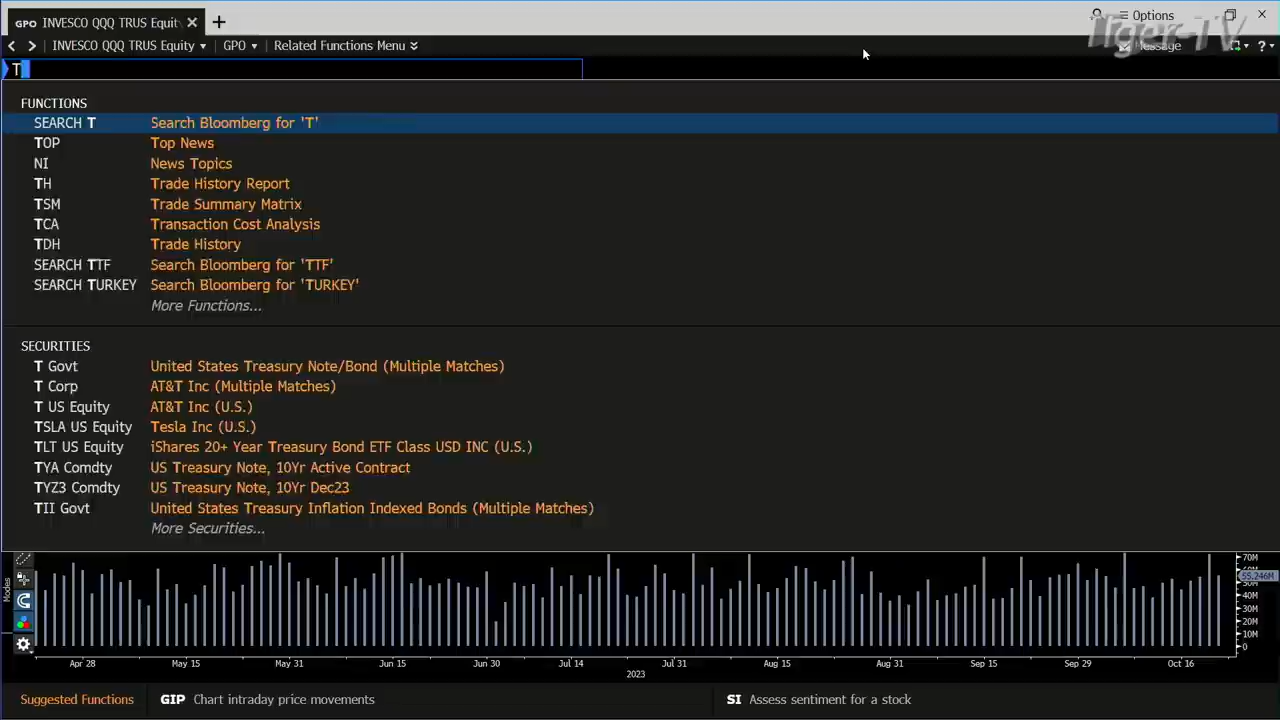 GPO INVESCO QQQ TRUS Equit
Options
INVESCO QQQ TRUS Equity GPO Related Functions Menu Message ?
Tiger-TV
T
FUNCTIONS
SEARCH T Search Bloomberg for 'T'
TOP Top News
NI News Topics
TH Trade History Report
TSM Trade Summary Matrix
TCA Transaction Cost Analysis
TDH Trade History
SEARCH TTF Search Bloomberg for 'TTF'
SEARCH TURKEY Search Bloomberg for 'TURKEY'
More Functions...
SECURITIES
T Govt United States Treasury Note/Bond (Multiple Matches)
T Corp AT&T Inc (Multiple Matches)
T US Equity AT&T Inc (U.S.)
TSLA US Equity Tesla Inc (U.S.)
TLT US Equity iShares 20+ Year Treasury Bond ETF Class USD INC (U.S.)
TYA Comdty US Treasury Note, 10Yr Active Contract
TYZ3 Comdty US Treasury Note, 10Yr Dec23
TII Govt United States Treasury Inflation Indexed Bonds (Multiple Matches)
More Securities...
Modes
70M
55.246M
50M
40M
30M
20M
10M
0
Apr 28 May 15 May 31 Jun 15 Jun 30 Jul 14 Jul 31 Aug 15 Aug 31 Sep 15 Sep 29 Oct 16
2023
Suggested Functions GIP Chart intraday price movements SI Assess sentiment for a stock